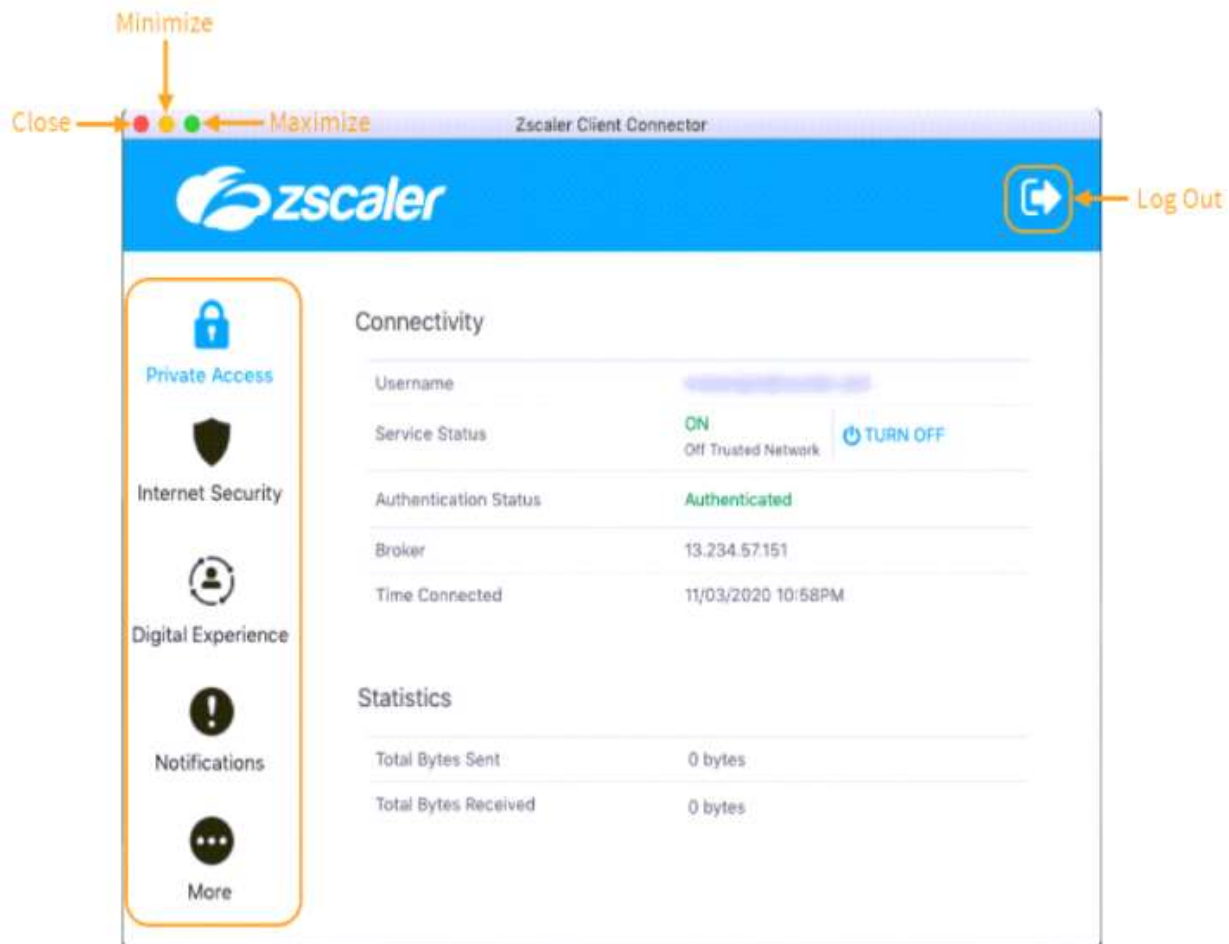 Minimize
Close
Maximize
Zscaler Client Connector
zscaler
Log Out
Private Access
Internet Security
Digital Experience
Notifications
More
Connectivity
Username
Service Status ON TURN OFF
Off Trusted Network
Authentication Status Authenticated
Broker 13.234.57.151
Time Connected 11/03/2020 10:58PM
Statistics
Total Bytes Sent 0 bytes
Total Bytes Received 0 bytes